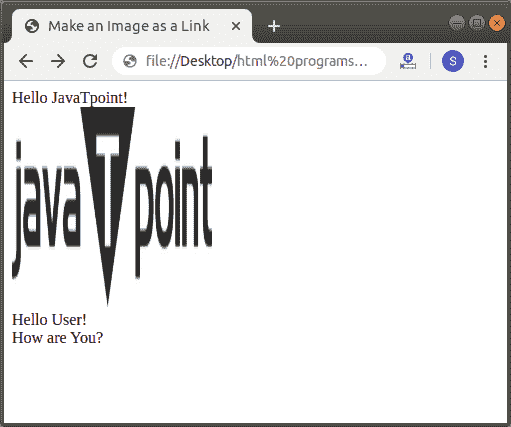 Make an Image as a Link
file://Desktop/html%20programs...
S
Hello JavaTpoint!
java T point
Hello User!
How are You?